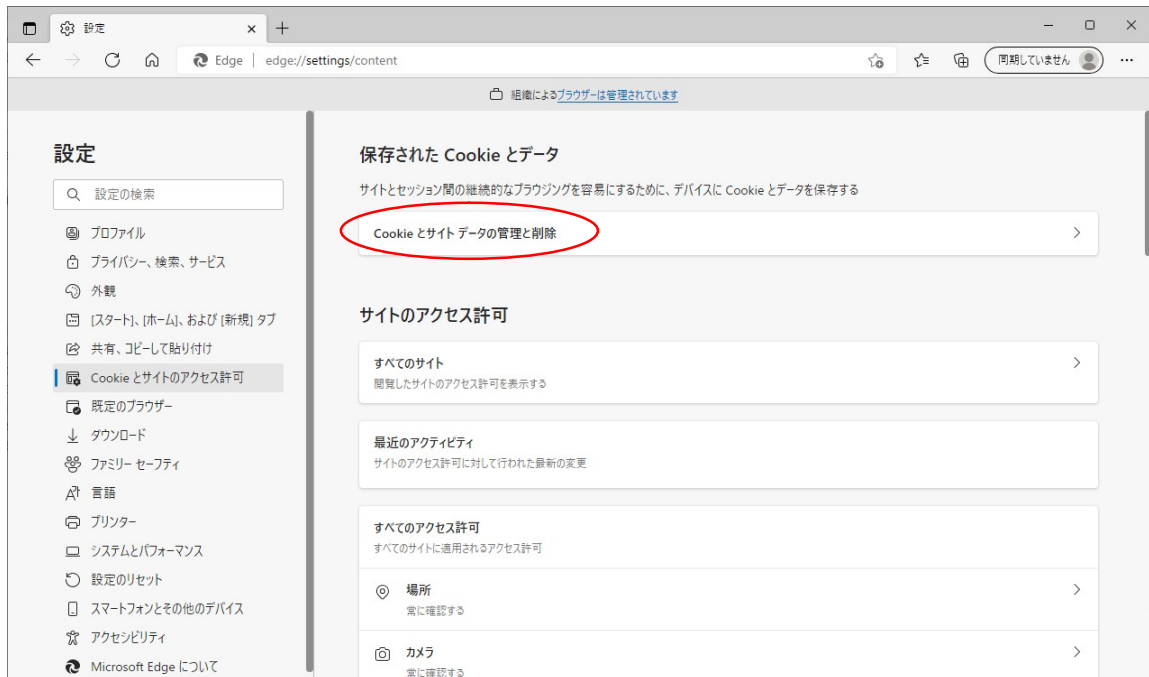 設定
Edge edge://settings/content
同期していません
組織によるブラウザーは管理されています
設定
設定の検索
プロファイル
プライバシー、検索、サービス
外観
[スタート]、[ホーム]、および [新規] タブ
共有、コピーして貼り付け
Cookie とサイトのアクセス許可
既定のブラウザー
ダウンロード
ファミリー セーフティ
言語
プリンター
システムとパフォーマンス
設定のリセット
スマートフォンとその他のデバイス
アクセシビリティ
Microsoft Edge について
保存された Cookie とデータ
サイトとセッション間の継続的なブラウジングを容易にするために、デバイスに Cookie とデータを保存する
Cookie とサイト データの管理と削除
サイトのアクセス許可
すべてのサイト
閲覧したサイトのアクセス許可を表示する
最近のアクティビティ
サイトのアクセス許可に対して行われた最新の変更
すべてのアクセス許可
すべてのサイトに適用されるアクセス許可
場所
常に確認する
カメラ
常に確認する